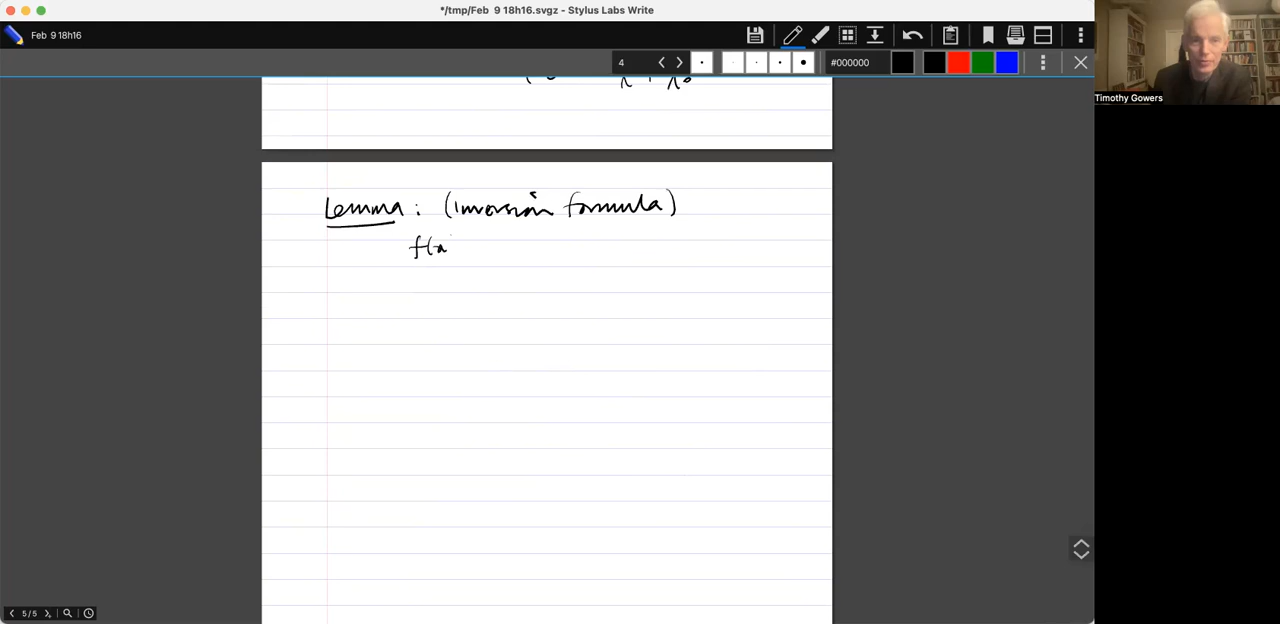 */tmp/Feb 9 18h16.svgz - Stylus Labs Write
Feb 9 18h16
4
#000000
Timothy Gowers
Lemma: (inversion formula)
f(x
5/5